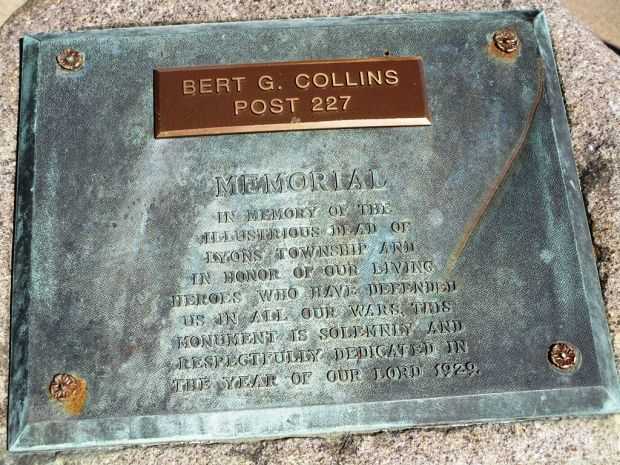 BERT G. COLLINS
POST 227
MEMORIAL
IN MEMORY OF THE
ILLUSTRIOUS DEAD OF
LYONS TOWNSHIP AND
IN HONOR OF OUR LIVING
HEROES WHO HAVE DEFENDED
US IN ALL OUR WARS, THIS
MONUMENT IS SOLEMNLY AND
RESPECTFULLY DEDICATED IN
THE YEAR OF OUR LORD 1929.